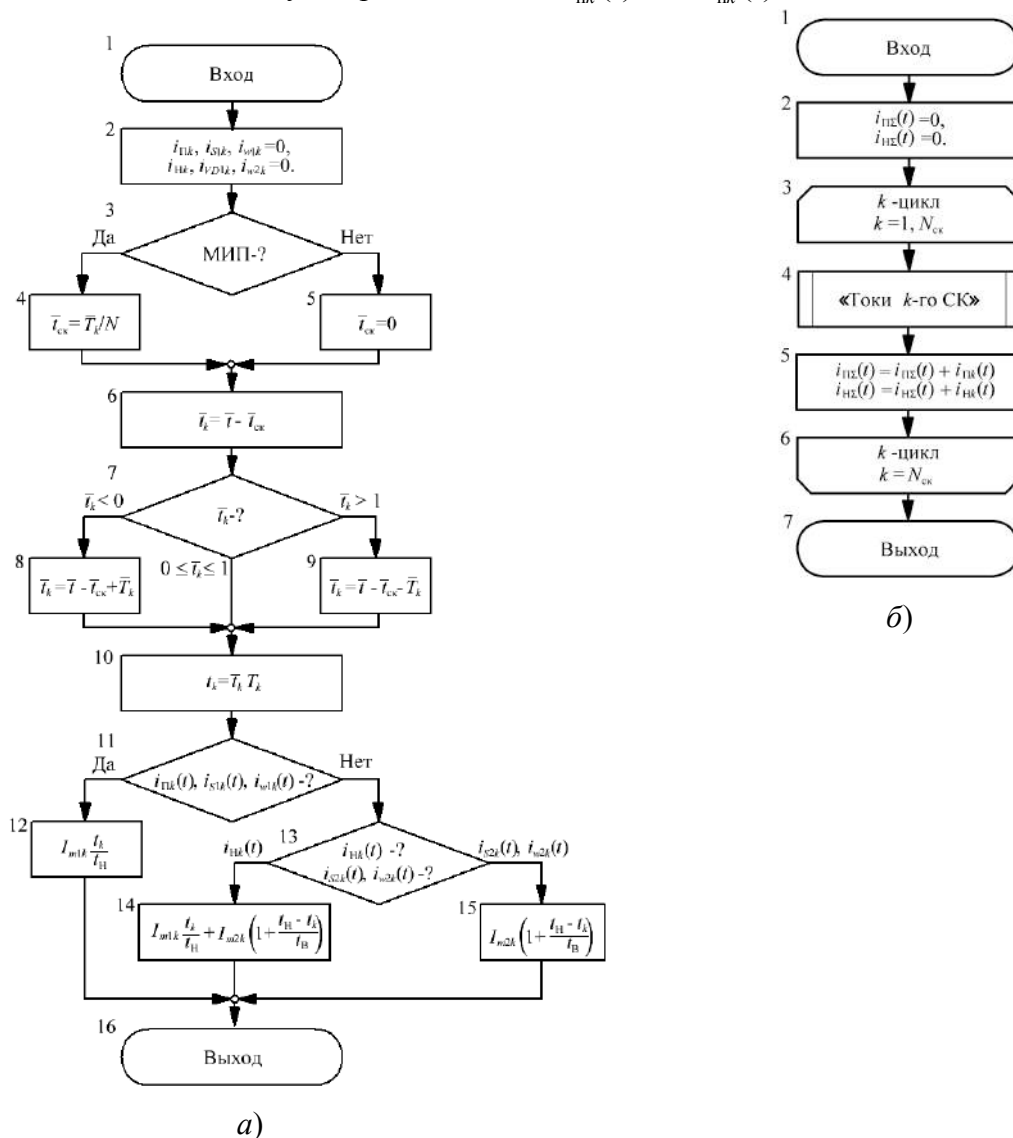 1
Вход
2
i_Пk, i_S1k, i_w1k=0,
i_Нk, i_VD1k, i_w2k=0.
3
Да
МИП-?
Нет
4
t̄_ск= T̄_k/N
5
t̄_ск=0
6
t̄_k= t̄ - t̄_ск
7
t̄_k< 0
t̄_k-?
t̄_k> 1
0 ≤ t̄_k≤ 1
8
t̄_k= t̄ - t̄_ск+T̄_k
9
t̄_k= t̄ - t̄_ск- T̄_k
10
t_k= t̄_k T_k
11
Да
i_Пk(t), i_S1k(t), i_w1k(t) -?
Нет
12
I_m1k t_k/t_Н
13
i_Нk(t)
i_Нk(t) -?
i_S2k(t), i_w2k(t) -?
i_S2k(t), i_w2k(t)
14
I_m1k t_k/t_Н + I_m2k (1+ (t_Н - t_k)/t_В)
15
I_m2k (1+ (t_Н - t_k)/t_В)
16
Выход
а)
1
Вход
2
i_ПΣ(t) =0,
i_НΣ(t) =0.
3
k -цикл
k =1, N_ск
4
«Токи k-го СК»
5
i_ПΣ(t) = i_ПΣ(t) + i_Пk(t)
i_НΣ(t) = i_НΣ(t) + i_Нk(t)
6
k -цикл
k = N_ск
7
Выход
б)